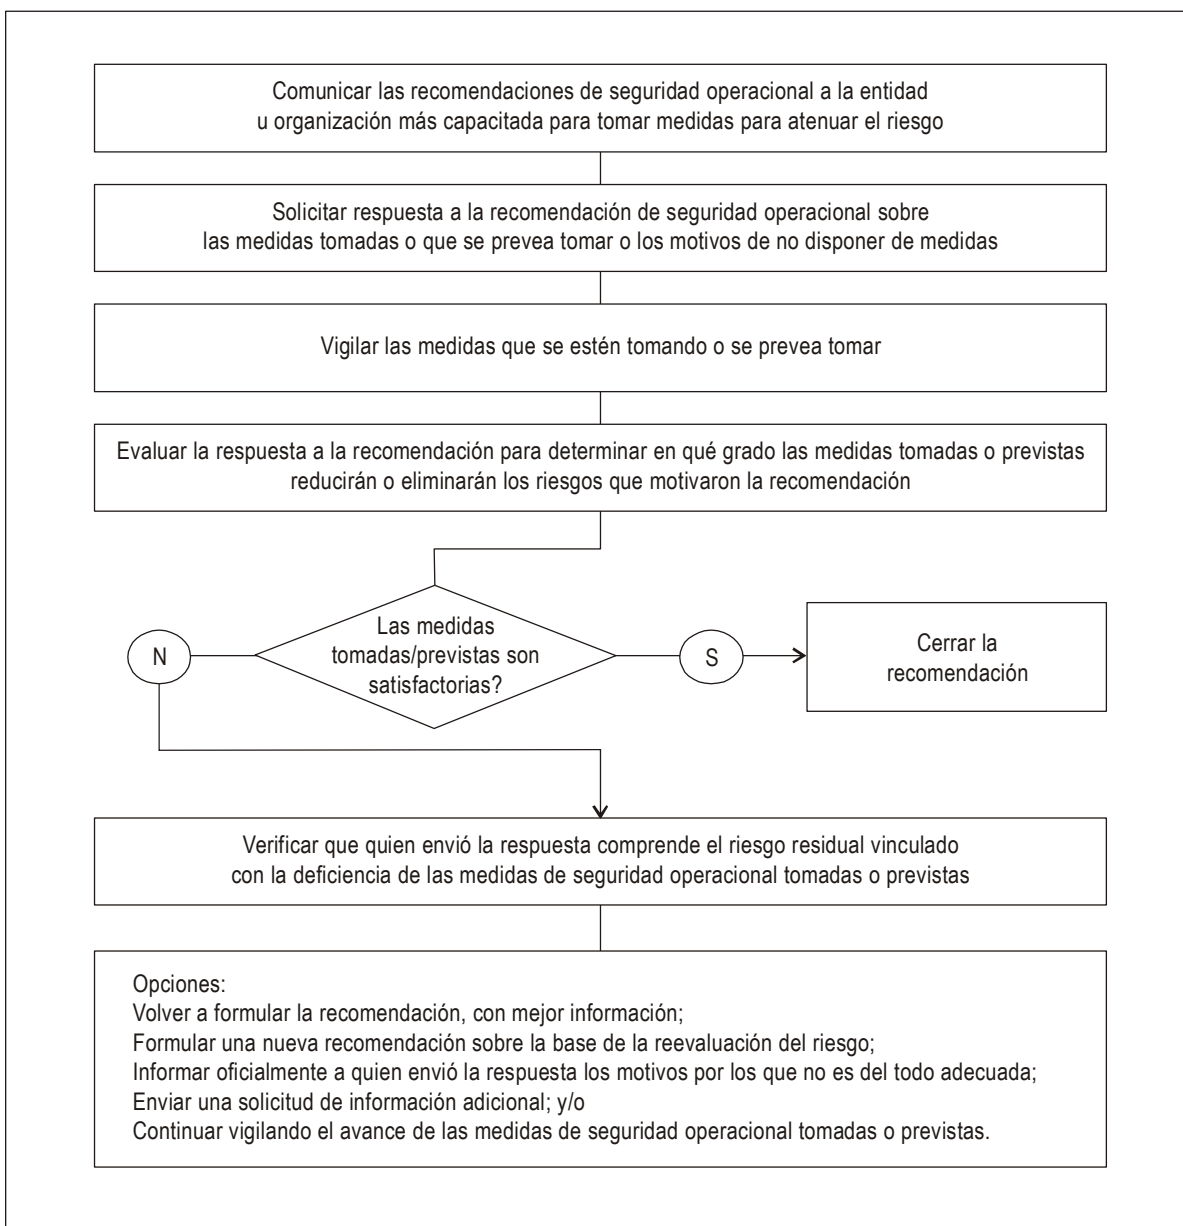 Comunicar las recomendaciones de seguridad operacional a la entidad
u organización más capacitada para tomar medidas para atenuar el riesgo
Solicitar respuesta a la recomendación de seguridad operacional sobre
las medidas tomadas o que se prevea tomar o los motivos de no disponer de medidas
Vigilar las medidas que se estén tomando o se prevea tomar
Evaluar la respuesta a la recomendación para determinar en qué grado las medidas tomadas o previstas
reducirán o eliminarán los riesgos que motivaron la recomendación
Las medidas
tomadas/previstas son
satisfactorias?
N
S
Cerrar la
recomendación
Verificar que quien envió la respuesta comprende el riesgo residual vinculado
con la deficiencia de las medidas de seguridad operacional tomadas o previstas
Opciones:
Volver a formular la recomendación, con mejor información;
Formular una nueva recomendación sobre la base de la reevaluación del riesgo;
Informar oficialmente a quien envió la respuesta los motivos por los que no es del todo adecuada;
Enviar una solicitud de información adicional; y/o
Continuar vigilando el avance de las medidas de seguridad operacional tomadas o previstas.